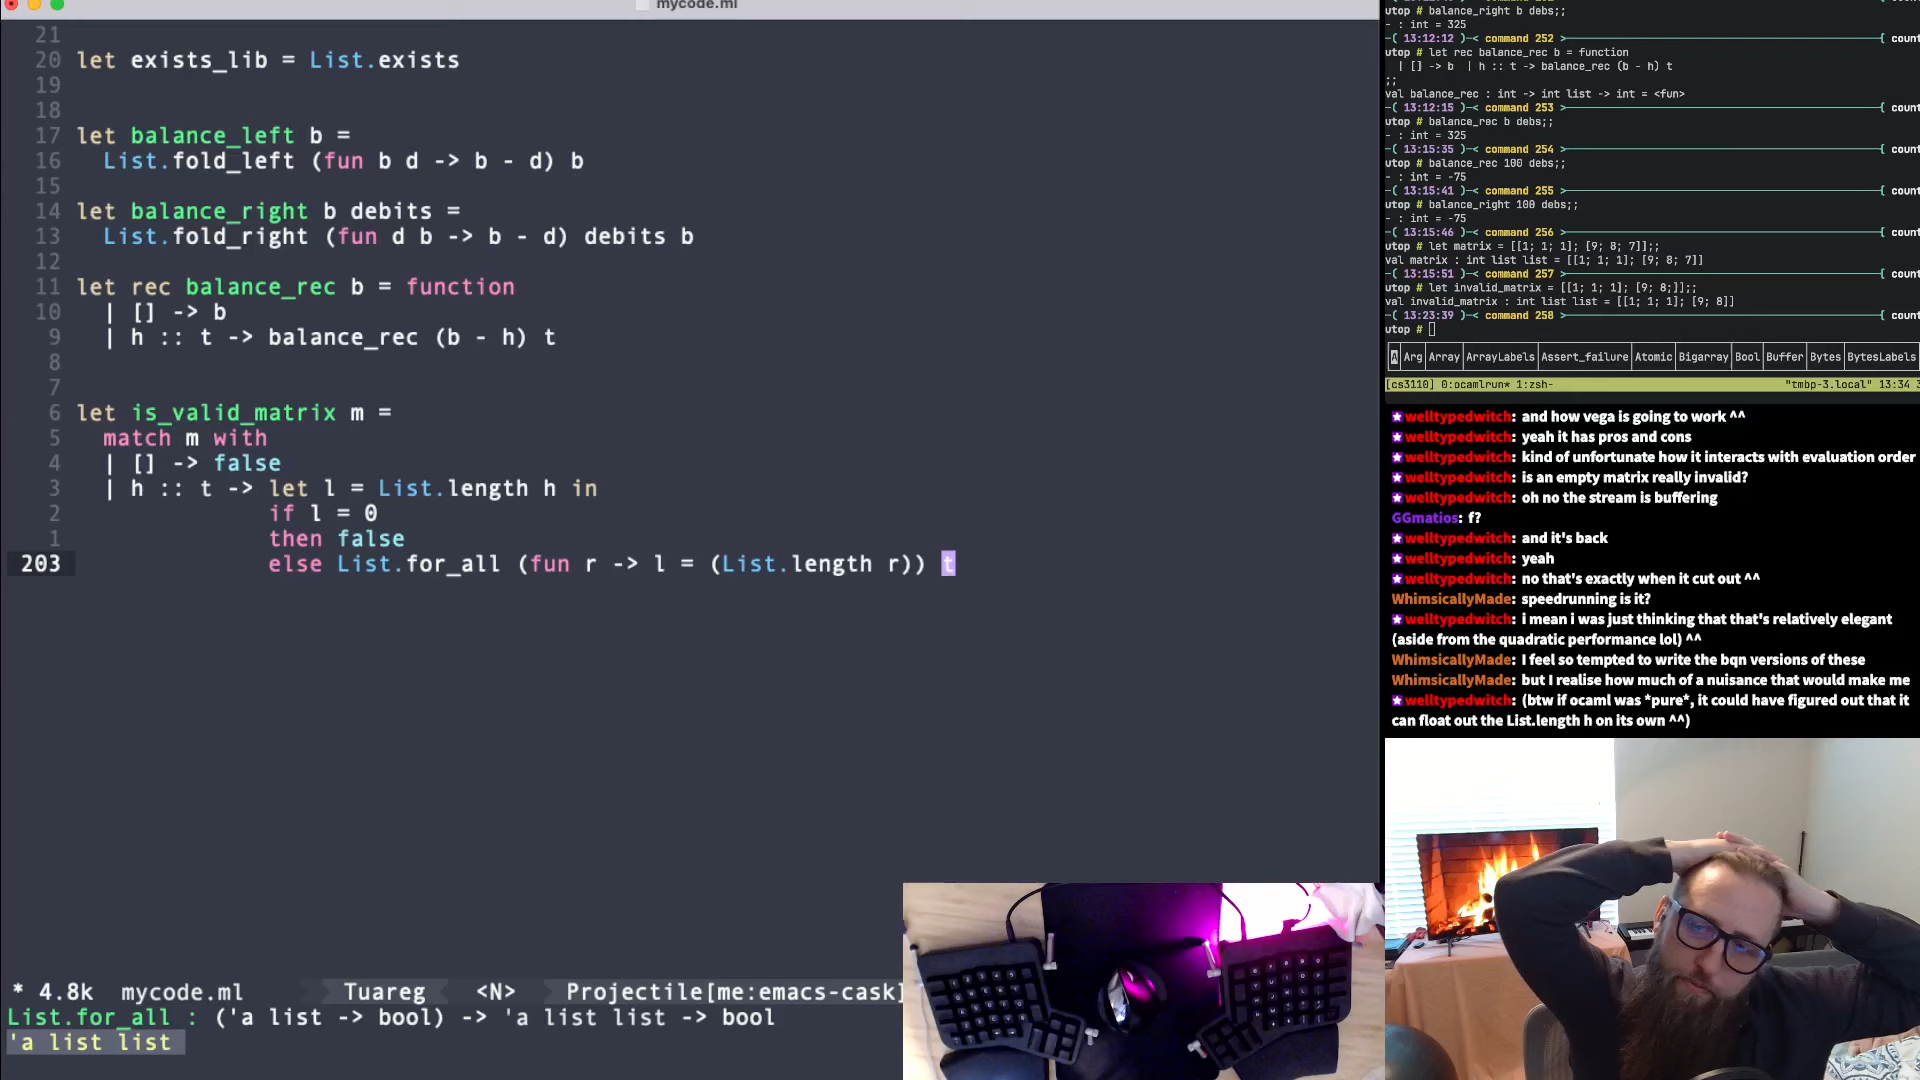 mycode.ml
21
20 let exists_lib = List.exists
19
18
17 let balance_left b =
16 List.fold_left (fun b d -> b - d) b
15
14 let balance_right b debits =
13 List.fold_right (fun d b -> b - d) debits b
12
11 let rec balance_rec b = function
10 | [] -> b
9 | h :: t -> balance_rec (b - h) t
8
7
6 let is_valid_matrix m =
5 match m with
4 | [] -> false
3 | h :: t -> let l = List.length h in
2 if l = 0
1 then false
203 else List.for_all (fun r -> l = (List.length r)) t
* 4.8k mycode.ml Tuareg <N> Projectile[me:emacs-cask]
List.for_all : ('a list -> bool) -> 'a list list -> bool
'a list list
utop # balance_right b debs;;
- : int = 325
-( 13:12:12 )-< command 252 >-{ count
utop # let rec balance_rec b = function
| [] -> b | h :: t -> balance_rec (b - h) t
;;
val balance_rec : int -> int list -> int = <fun>
-( 13:12:15 )-< command 253 >-{ count
utop # balance_rec b debs;;
- : int = 325
-( 13:15:35 )-< command 254 >-{ count
utop # balance_rec 100 debs;;
- : int = -75
-( 13:15:41 )-< command 255 >-{ count
utop # balance_right 100 debs;;
- : int = -75
-( 13:15:46 )-< command 256 >-{ count
utop # let matrix = [[1; 1; 1]; [9; 8; 7]];;
val matrix : int list list = [[1; 1; 1]; [9; 8; 7]]
-( 13:15:51 )-< command 257 >-{ count
utop # let invalid_matrix = [[1; 1; 1]; [9; 8;]];;
val invalid_matrix : int list list = [[1; 1; 1]; [9; 8]]
-( 13:23:39 )-< command 258 >-{ count
utop #
A Arg Array ArrayLabels Assert_failure Atomic Bigarray Bool Buffer Bytes BytesLabels
[cs3110] 0:ocamlrun* 1:zsh- "tmbp-3.local" 13:34 3
welltypedwitch: and how vega is going to work ^^
welltypedwitch: yeah it has pros and cons
welltypedwitch: kind of unfortunate how it interacts with evaluation order
welltypedwitch: is an empty matrix really invalid?
welltypedwitch: oh no the stream is buffering
GGmatios: f?
welltypedwitch: and it's back
welltypedwitch: yeah
welltypedwitch: no that's exactly when it cut out ^^
WhimsicallyMade: speedrunning is it?
welltypedwitch: i mean i was just thinking that that's relatively elegant
(aside from the quadratic performance lol) ^^
WhimsicallyMade: I feel so tempted to write the bqn versions of these
WhimsicallyMade: but I realise how much of a nuisance that would make me
welltypedwitch: (btw if ocaml was *pure*, it could have figured out that it
can float out the List.length h on its own ^^)